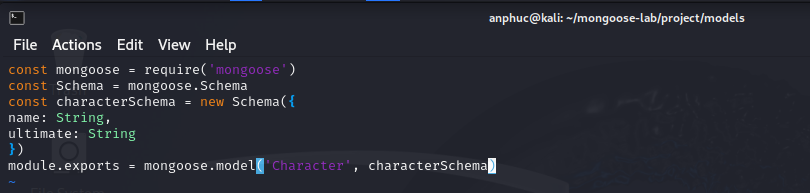 anphuc@kali: ~/mongoose-lab/project/models
File Actions Edit View Help
const mongoose = require('mongoose')
const Schema = mongoose.Schema
const characterSchema = new Schema({
name: String,
ultimate: String
})
module.exports = mongoose.model('Character', characterSchema)
~